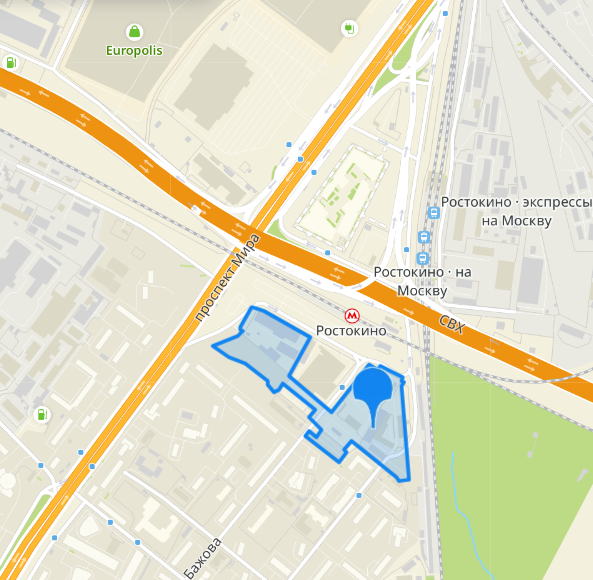 Europolis
Ростокино · экспрессы
на Москву
проспект Мира
Ростокино · на
Москву
М
Ростокино
СВХ
Бажова